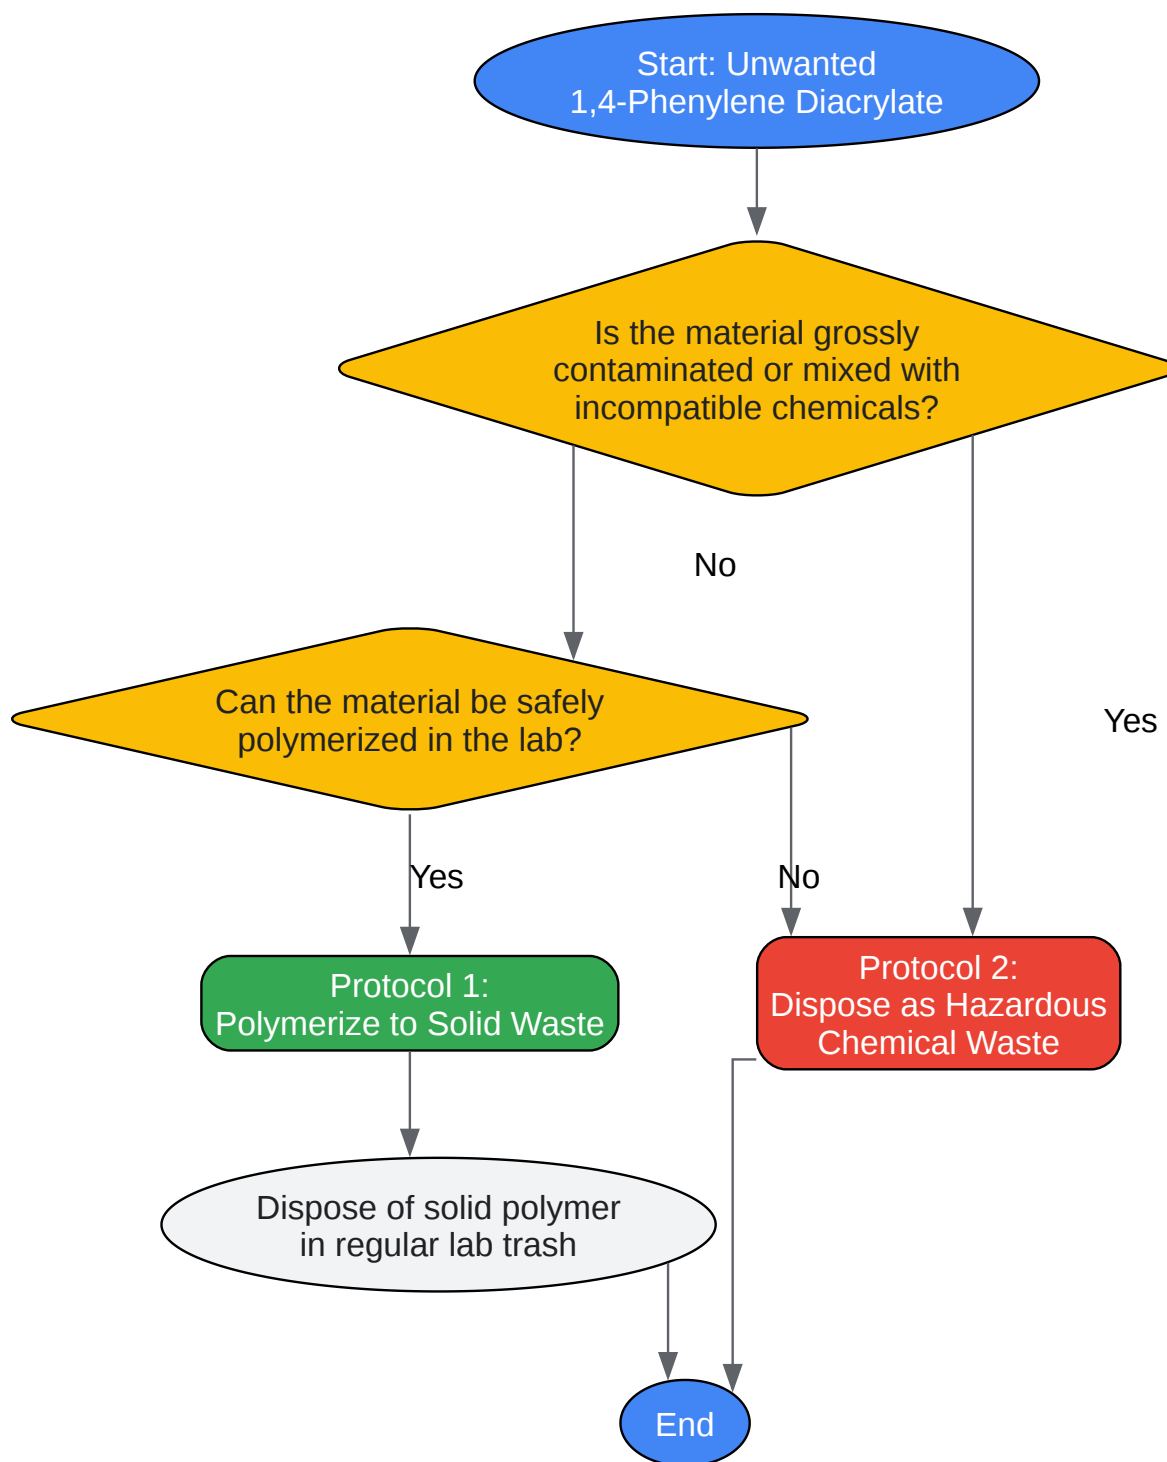 Start: Unwanted
1,4-Phenylene Diacrylate
Is the material grossly
contaminated or mixed with
incompatible chemicals?
No
Can the material be safely
polymerized in the lab?
Yes
Yes
No
Protocol 1:
Polymerize to Solid Waste
Protocol 2:
Dispose as Hazardous
Chemical Waste
Dispose of solid polymer
in regular lab trash
End